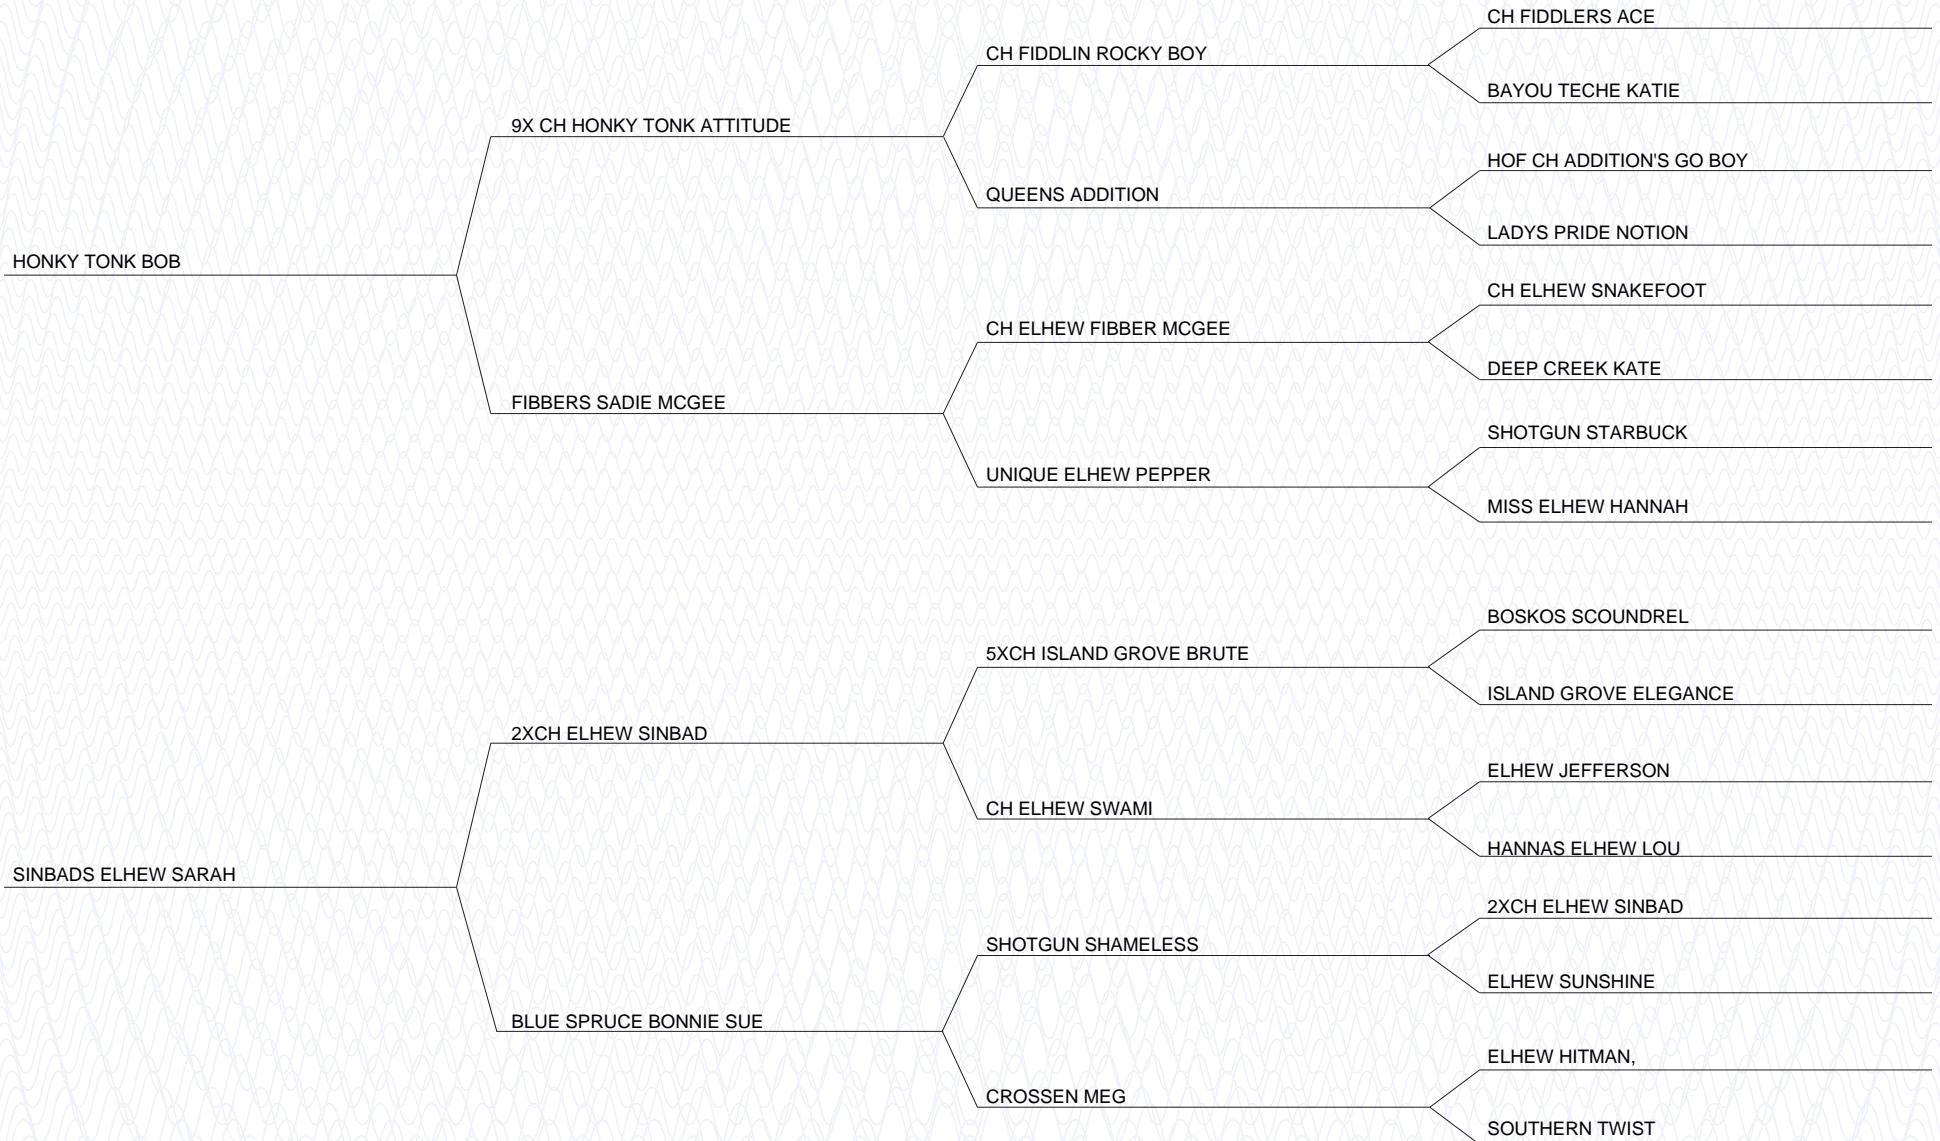 CH FIDDLERS ACE
CH FIDDLIN ROCKY BOY
BAYOU TECHE KATIE
9X CH HONKY TONK ATTITUDE
HOF CH ADDITION'S GO BOY
QUEENS ADDITION
LADYS PRIDE NOTION
HONKY TONK BOB
CH ELHEW SNAKEFOOT
CH ELHEW FIBBER MCGEE
DEEP CREEK KATE
FIBBERS SADIE MCGEE
SHOTGUN STARBUCK
UNIQUE ELHEW PEPPER
MISS ELHEW HANNAH
BOSKOS SCOUNDREL
5XCH ISLAND GROVE BRUTE
ISLAND GROVE ELEGANCE
2XCH ELHEW SINBAD
ELHEW JEFFERSON
CH ELHEW SWAMI
HANNAS ELHEW LOU
SINBADS ELHEW SARAH
2XCH ELHEW SINBAD
SHOTGUN SHAMELESS
ELHEW SUNSHINE
BLUE SPRUCE BONNIE SUE
ELHEW HITMAN,
CROSSEN MEG
SOUTHERN TWIST